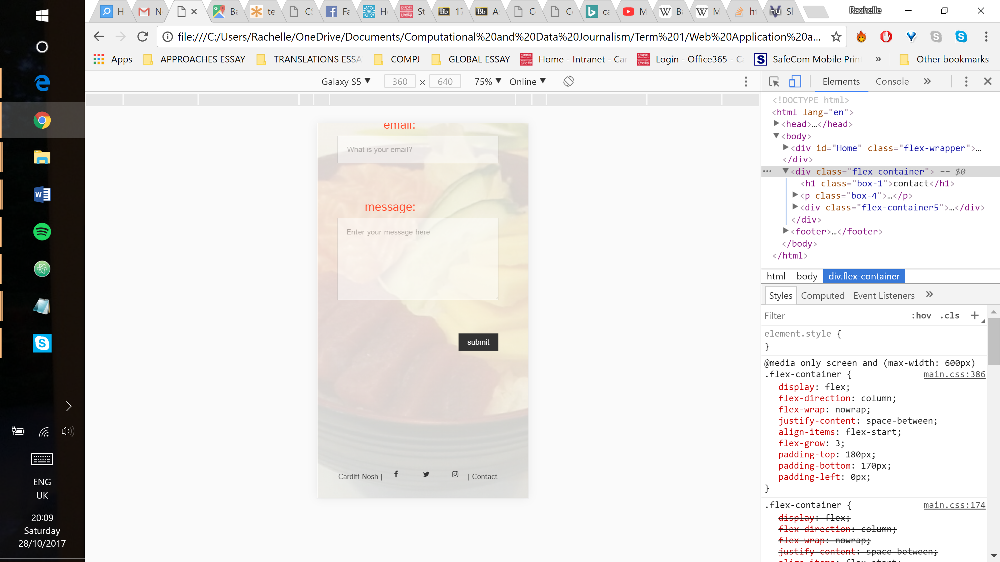 H
N
Ba
te
CS
Fa
H
St
17
A
C
C
ca
M
B
M
ht
Sl
Rachelle
file:///C:/Users/Rachelle/OneDrive/Documents/Computational%20and%20Data%20Journalism/Term%201/Web%20Application%20a...
Apps
APPROACHES ESSAY
TRANSLATIONS ESSA
COMPJ
GLOBAL ESSAY
Home - Intranet - Car
Login - Office365 - Ca
SafeCom Mobile Prin
»
Other bookmarks
Galaxy S5 ▼ 360 × 640 75% ▼ Online ▼
Elements Console »
email:
What is your email?
message:
Enter your message here
submit
Cardiff Nosh |
| Contact
<!DOCTYPE html>
<html lang="en">
<head>…</head>
<body>
<div id="Home" class="flex-wrapper">…
</div>
<div class="flex-container"> == $0
<h1 class="box-1">contact</h1>
<p class="box-4">…</p>
<div class="flex-container5">…</div>
</div>
<footer>…</footer>
</body>
</html>
html body div.flex-container
Styles Computed Event Listeners »
Filter :hov .cls +
element.style {
}
@media only screen and (max-width: 600px)
.flex-container { main.css:386
display: flex;
flex-direction: column;
flex-wrap: nowrap;
justify-content: space-between;
align-items: flex-start;
flex-grow: 3;
padding-top: 180px;
padding-bottom: 170px;
padding-left: 0px;
}
.flex-container { main.css:174
display: flex;
flex-direction: column;
flex-wrap: nowrap;
justify-content: space-between;
align-items: flex-start;
ENG
UK
20:09
Saturday
28/10/2017